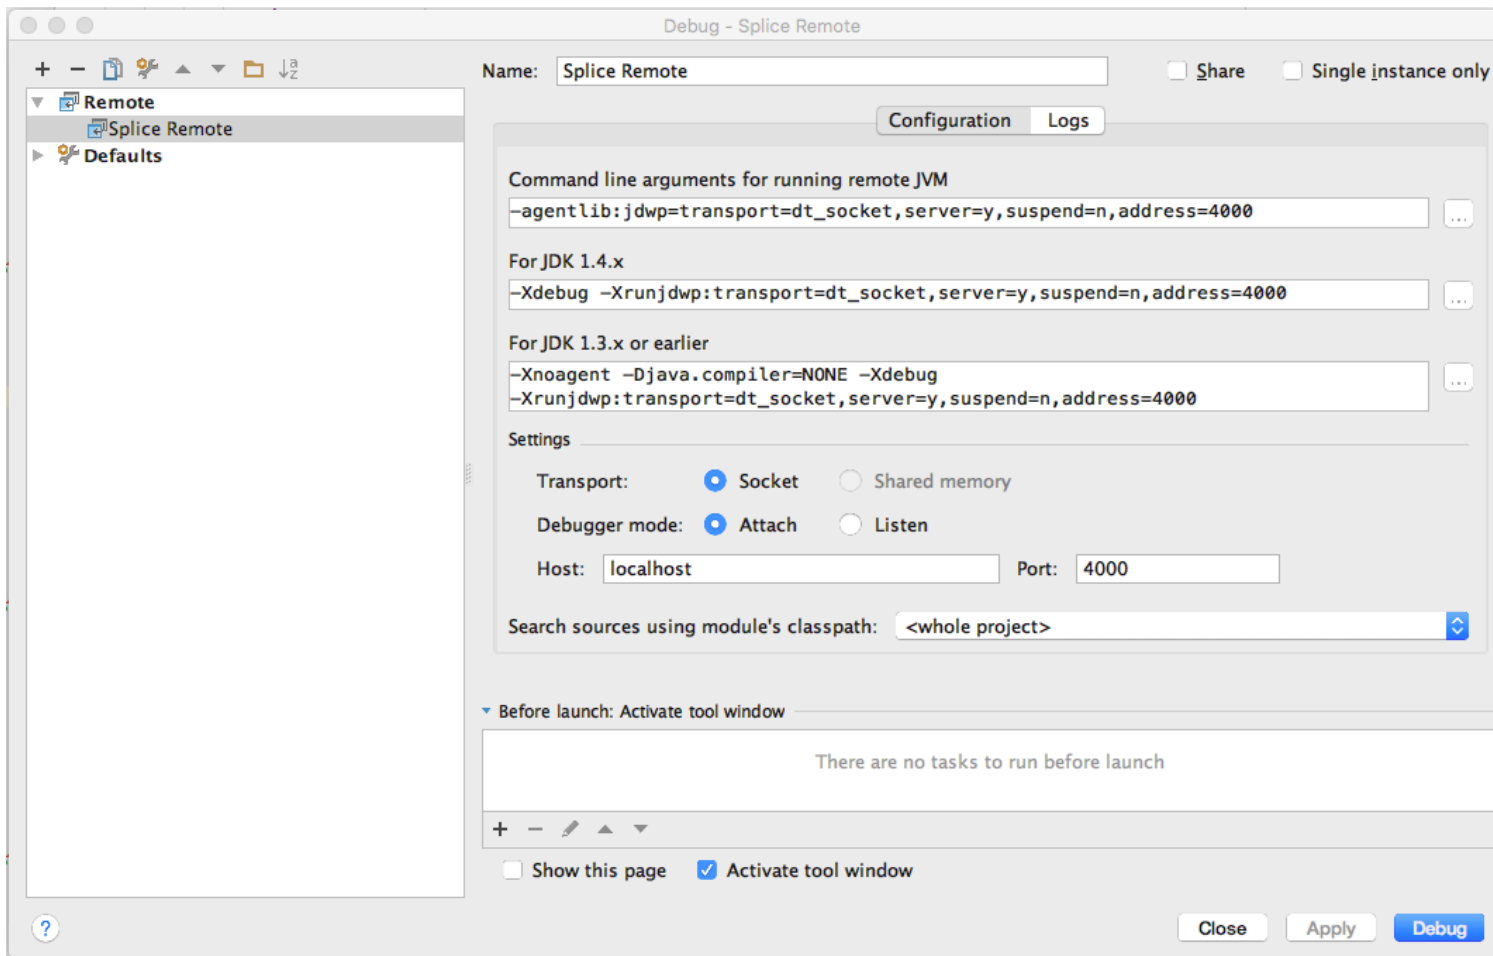 Debug - Splice Remote
Name: Splice Remote Share Single instance only
Remote
Splice Remote
Defaults
Configuration Logs
Command line arguments for running remote JVM
-agentlib:jdwp=transport=dt_socket,server=y,suspend=n,address=4000
...
For JDK 1.4.x
-Xdebug -Xrunjdwp:transport=dt_socket,server=y,suspend=n,address=4000
...
For JDK 1.3.x or earlier
-Xnoagent -Djava.compiler=NONE -Xdebug
-Xrunjdwp:transport=dt_socket,server=y,suspend=n,address=4000
...
Settings
Transport: Socket Shared memory
Debugger mode: Attach Listen
Host: localhost Port: 4000
Search sources using module's classpath: <whole project>
Before launch: Activate tool window
There are no tasks to run before launch
Show this page Activate tool window
? Close Apply Debug